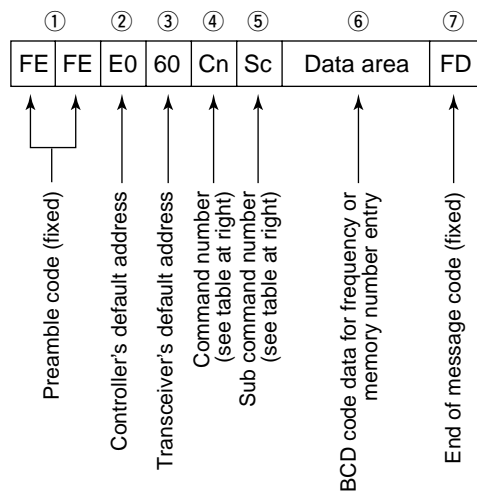 ① ② ③ ④ ⑤ ⑥ ⑦
FE FE E0 60 Cn Sc Data area FD
Preamble code (fixed)
Controller's default address
Transceiver's default address
Command number
(see table at right)
Sub command number
(see table at right)
BCD code data for frequency or
memory number entry
End of message code (fixed)